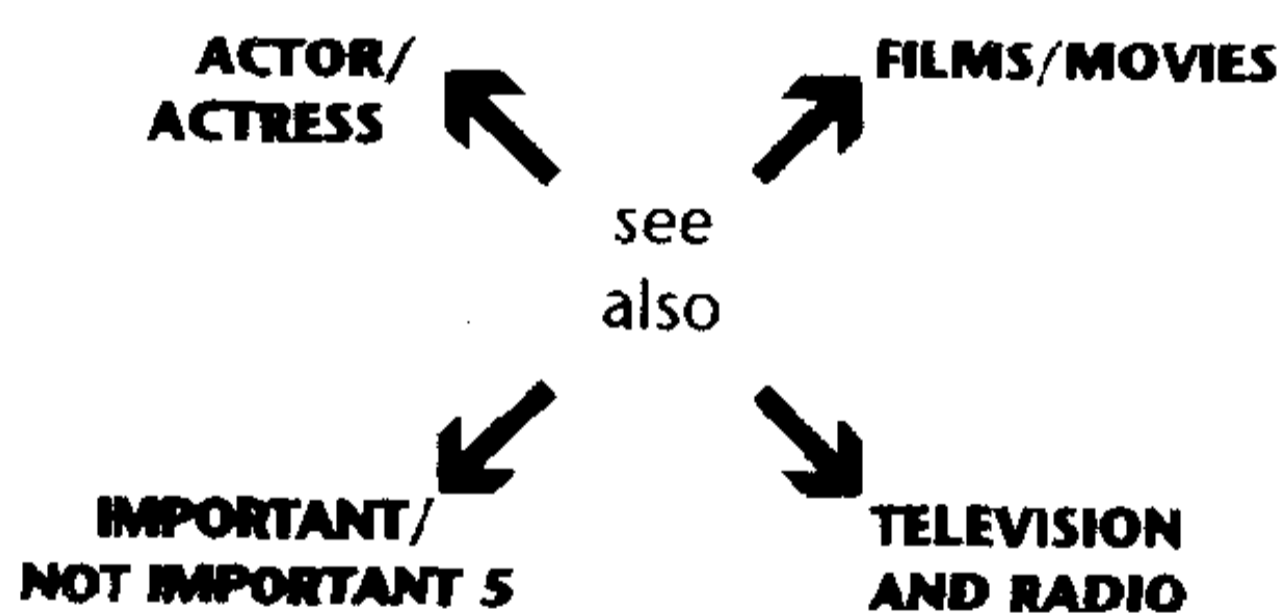 ACTOR/
ACTRESS
FILMS/MOVIES
see
also
IMPORTANT/
NOT IMPORTANT 5
TELEVISION
AND RADIO